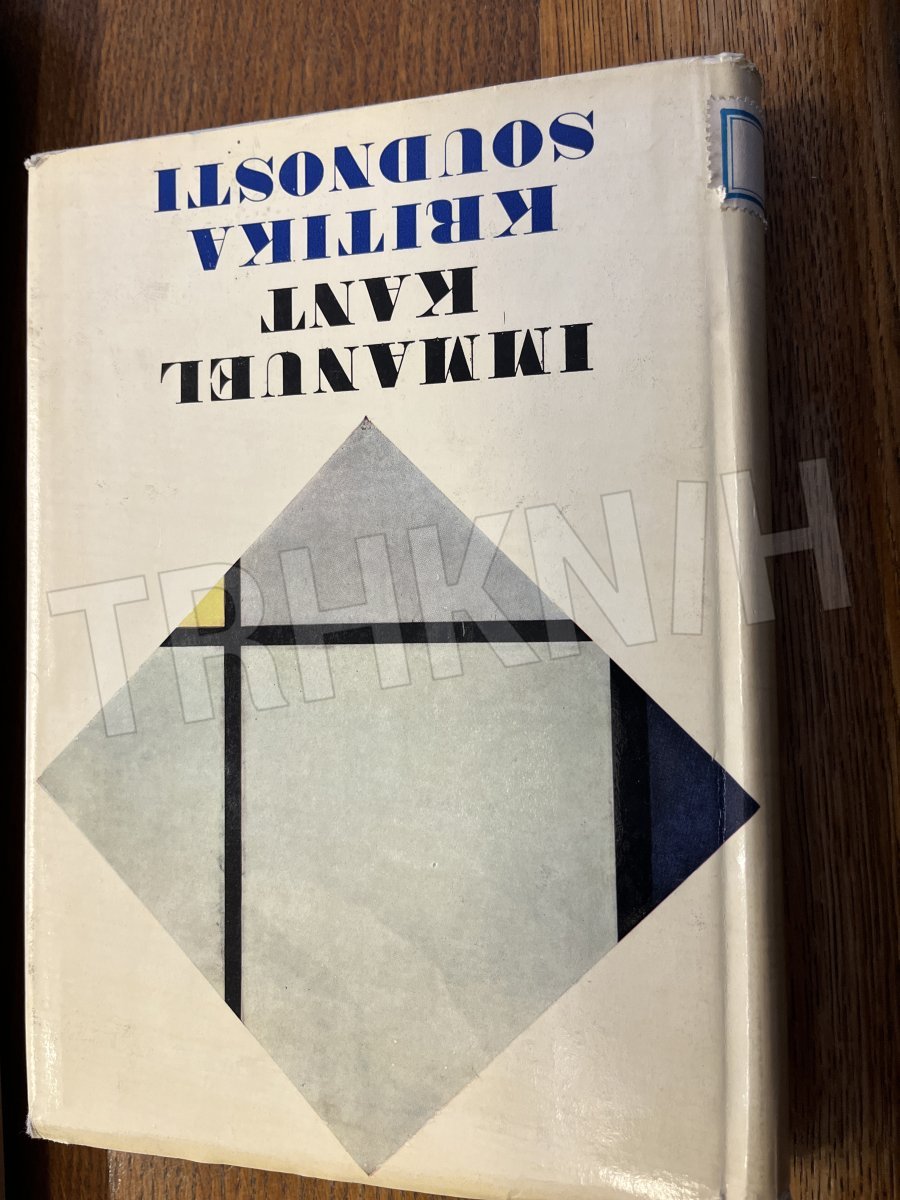 IMMANUEL
KANT
KRITIKA
SOUDNOSTI
TRHKNIH